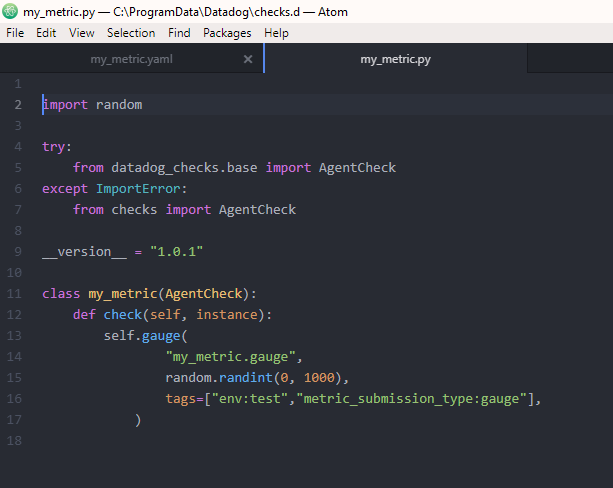 my_metric.py — C:\ProgramData\Datadog\checks.d — Atom
File Edit View Selection Find Packages Help
my_metric.yaml × my_metric.py
1
2 import random
3
4 try:
5     from datadog_checks.base import AgentCheck
6 except ImportError:
7     from checks import AgentCheck
8
9 __version__ = "1.0.1"
10
11 class my_metric(AgentCheck):
12     def check(self, instance):
13         self.gauge(
14                 "my_metric.gauge",
15                 random.randint(0, 1000),
16                 tags=["env:test","metric_submission_type:gauge"],
17             )
18